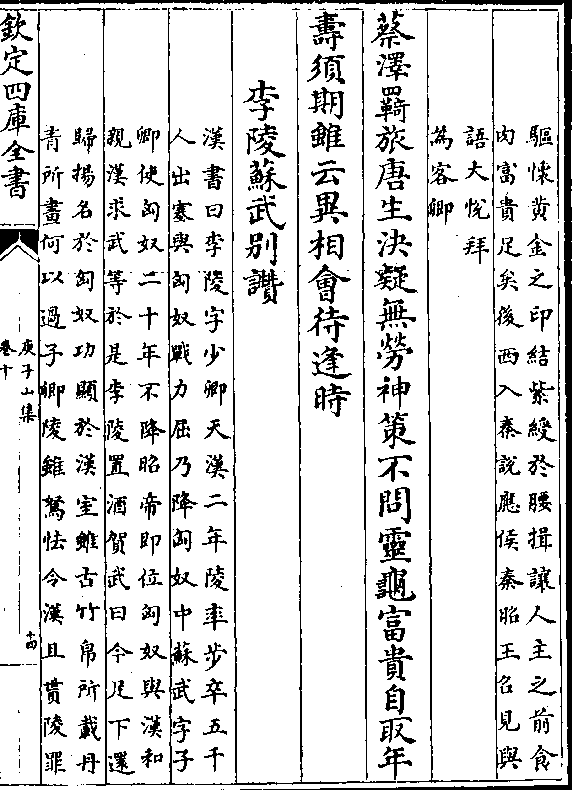 驅懷黄金之印結紫綬於腰揖讓人主之前食
肉富貴足矣後西入秦說應侯秦昭王召見與
語大悅拜
為客卿
蔡澤羇旅唐生決疑無勞神策不問靈龜富貴自取年
壽須期雖云異相會待逢時
李陵蘇武别讚
漢書曰李陵字少卿天漢二年陵率步卒五千
人出塞與匈奴戰力屈乃降匈奴中蘇武字子
卿使匈奴二十年不降昭帝即位匈奴與漢和
親漢求武等於是李陵置酒賀武曰今足下還
歸揚名於匈奴功顯於漢室雖古竹帛所載丹
青所畫何以過子卿陵雖駑怯令漢且貰陵罪
欽定四庫全書
庾子山集
卷十
十四